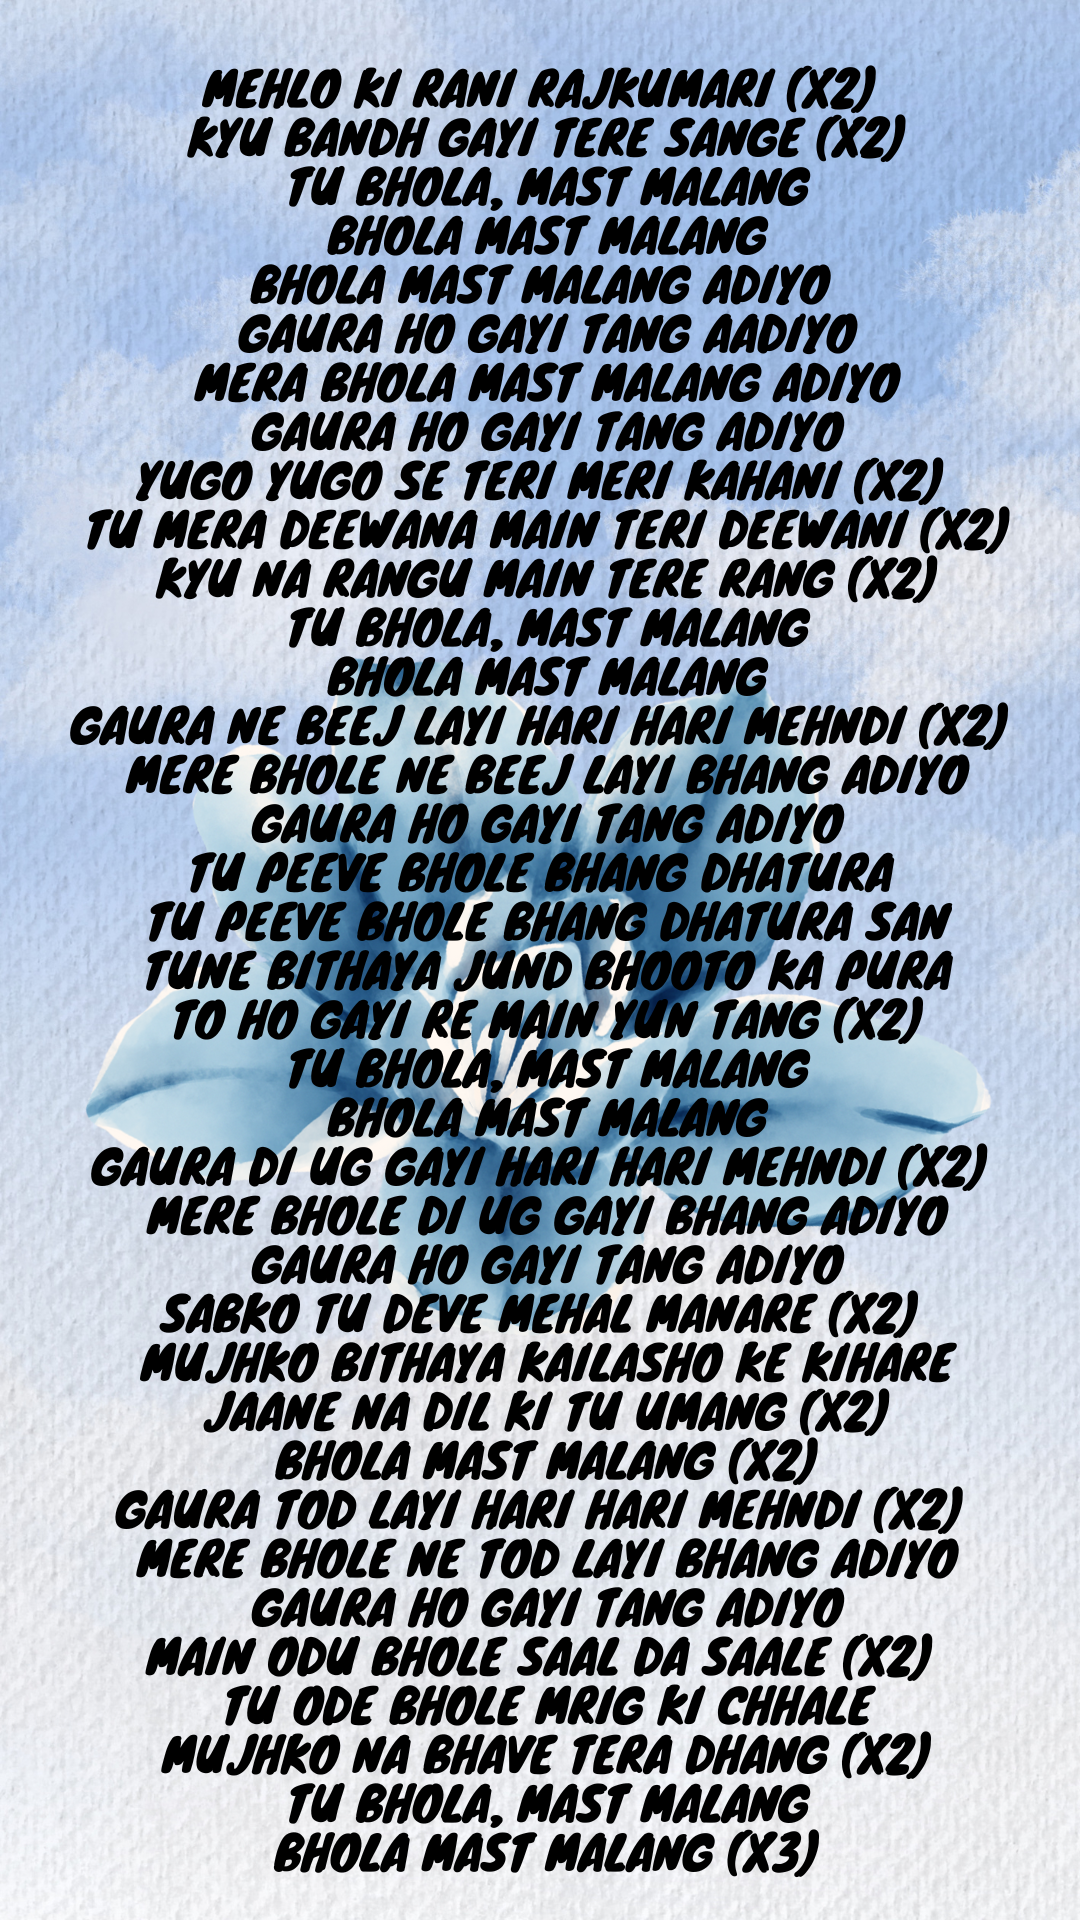 MEHLO KI RANI RAJKUMARI (X2)
KYU BANDH GAYI TERE SANGE (X2)
TU BHOLA, MAST MALANG
BHOLA MAST MALANG
BHOLA MAST MALANG ADIYO
GAURA HO GAYI TANG AADIYO
MERA BHOLA MAST MALANG ADIYO
GAURA HO GAYI TANG ADIYO
YUGO YUGO SE TERI MERI KAHANI (X2)
TU MERA DEEWANA MAIN TERI DEEWANI (X2)
KYU NA RANGU MAIN TERE RANG (X2)
TU BHOLA, MAST MALANG
BHOLA MAST MALANG
GAURA NE BEEJ LAYI HARI HARI MEHNDI (X2)
MERE BHOLE NE BEEJ LAYI BHANG ADIYO
GAURA HO GAYI TANG ADIYO
TU PEEVE BHOLE BHANG DHATURA
TU PEEVE BHOLE BHANG DHATURA SAN
TUNE BITHAYA JUND BHOOTO KA PURA
TO HO GAYI RE MAIN YUN TANG (X2)
TU BHOLA, MAST MALANG
BHOLA MAST MALANG
GAURA DI UG GAYI HARI HARI MEHNDI (X2)
MERE BHOLE DI UG GAYI BHANG ADIYO
GAURA HO GAYI TANG ADIYO
SABKO TU DEVE MEHAL MANARE (X2)
MUJHKO BITHAYA KAILASHO KE KIHARE
JAANE NA DIL KI TU UMANG (X2)
BHOLA MAST MALANG (X2)
GAURA TOD LAYI HARI HARI MEHNDI (X2)
MERE BHOLE NE TOD LAYI BHANG ADIYO
GAURA HO GAYI TANG ADIYO
MAIN ODU BHOLE SAAL DA SAALE (X2)
TU ODE BHOLE MRIG KI CHHALE
MUJHKO NA BHAVE TERA DHANG (X2)
TU BHOLA, MAST MALANG
BHOLA MAST MALANG (X3)